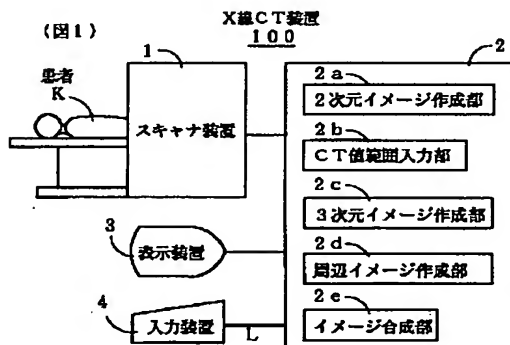 (図1)
X線CT装置
100
1
2
患者
K
スキャナ装置
2a
2次元イメージ作成部
2b
CT値範囲入力部
2c
3次元イメージ作成部
3
表示装置
2d
周辺イメージ作成部
4
入力装置
L
2e
イメージ合成部